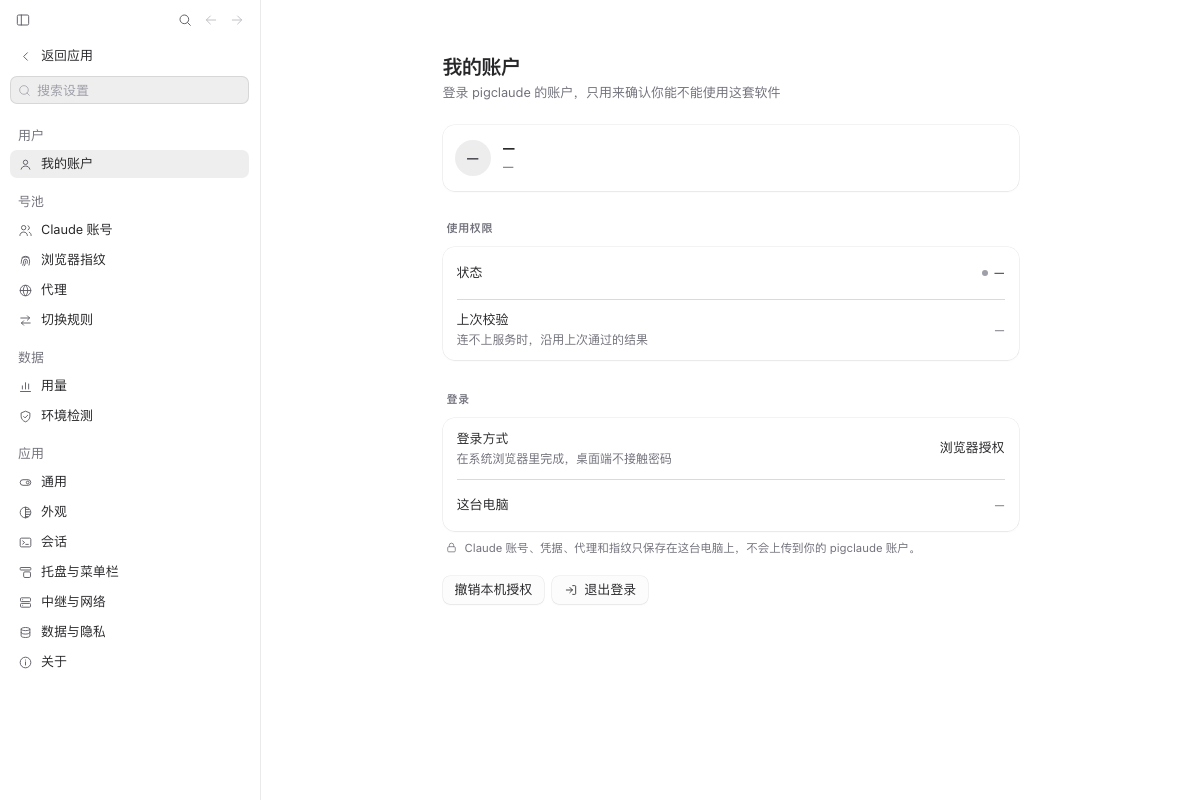 返回应用
搜索设置
用户
我的账户
号池
Claude 账号
浏览器指纹
代理
切换规则
数据
用量
环境检测
应用
通用
外观
会话
托盘与菜单栏
中继与网络
数据与隐私
关于
我的账户
登录 pigclaude 的账户，只用来确认你能不能使用这套软件
—
—
—
使用权限
状态
—
上次校验
连不上服务时，沿用上次通过的结果
—
登录
登录方式
在系统浏览器里完成，桌面端不接触密码
浏览器授权
这台电脑
—
Claude 账号、凭据、代理和指纹只保存在这台电脑上，不会上传到你的 pigclaude 账户。
撤销本机授权
退出登录